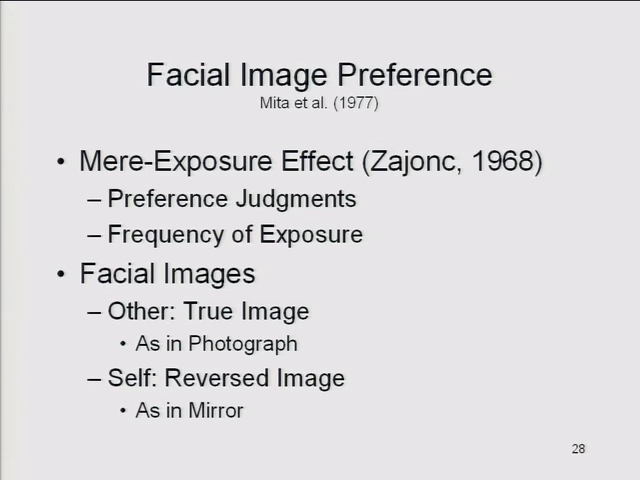 Facial Image Preference
Mita et al. (1977)
• Mere-Exposure Effect (Zajonc, 1968)
– Preference Judgments
– Frequency of Exposure
• Facial Images
– Other: True Image
• As in Photograph
– Self: Reversed Image
• As in Mirror
28